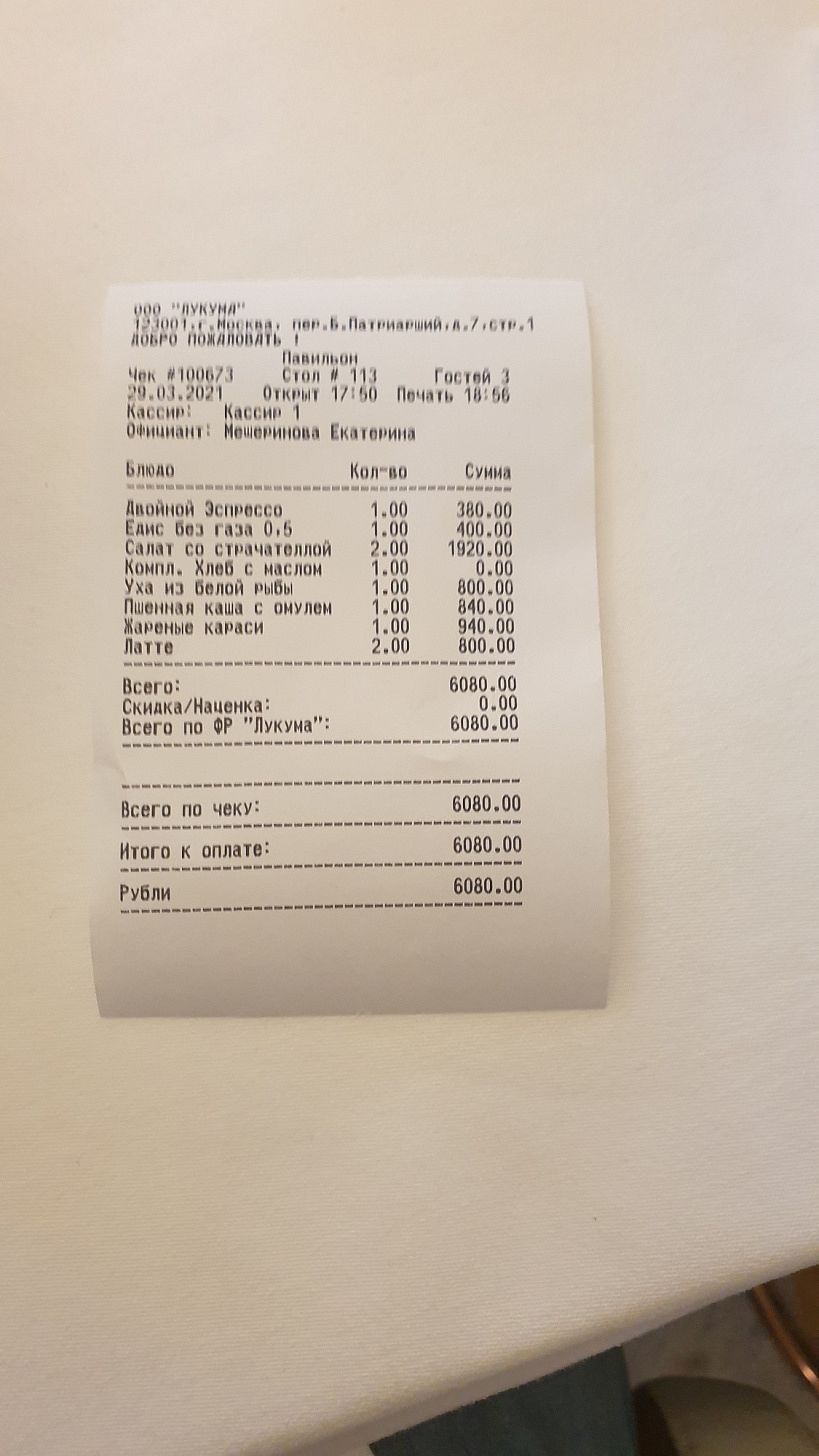 ООО "ЛУКУМА"
123001,г.Москва, пер.Б.Патриарший,д.7,стр.1
ДОБРО ПОЖАЛОВАТЬ !
Павильон
Чек #100673 Стол # 113 Гостей 3
29.03.2021 Открыт 17:50 Печать 18:56
Кассир: Кассир 1
Официант: Мещеринова Екатерина
Блюдо Кол-во Сумма
Двойной Эспрессо 1.00 380.00
Едис без газа 0,5 1.00 400.00
Салат со страчателлой 2.00 1920.00
Компл. Хлеб с маслом 1.00 0.00
Уха из белой рыбы 1.00 800.00
Пшенная каша с омулем 1.00 840.00
Жареные караси 1.00 940.00
Латте 2.00 800.00
Всего: 6080.00
Скидка/Наценка: 0.00
Всего по ФР "Лукума": 6080.00
Всего по чеку: 6080.00
Итого к оплате: 6080.00
Рубли 6080.00